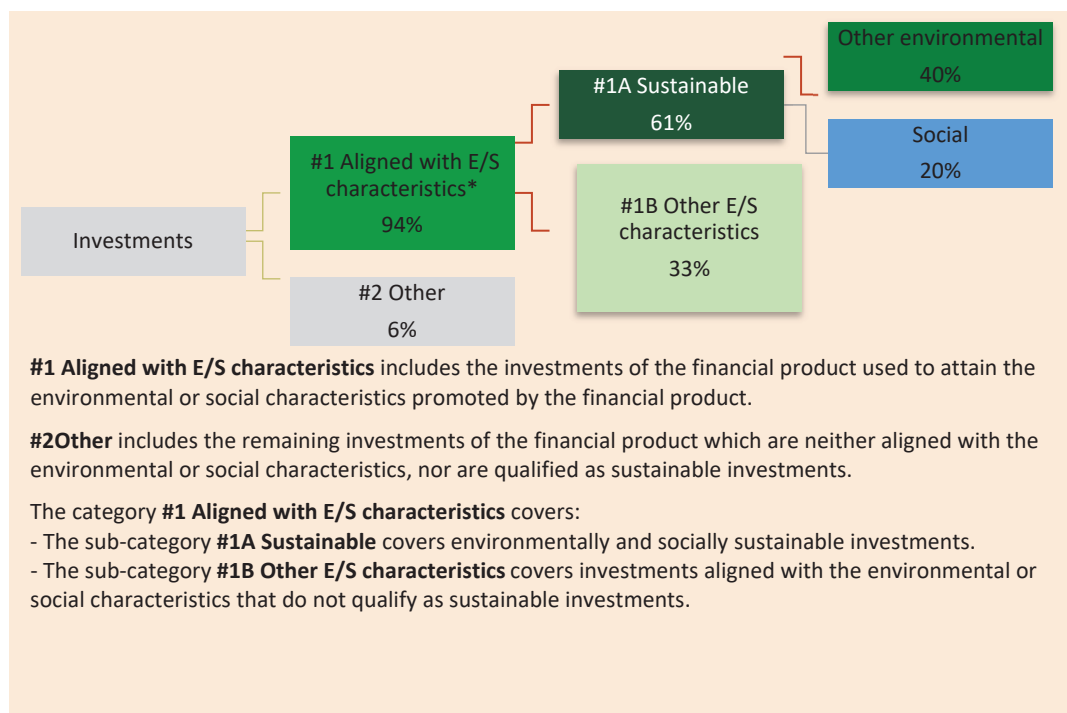 Investments
#1 Aligned with E/S
characteristics*
94%
#2 Other
6%
#1A Sustainable
61%
#1B Other E/S
characteristics
33%
Other environmental
40%
Social
20%
#1 Aligned with E/S characteristics includes the investments of the financial product used to attain the
environmental or social characteristics promoted by the financial product.
#2Other includes the remaining investments of the financial product which are neither aligned with the
environmental or social characteristics, nor are qualified as sustainable investments.
The category #1 Aligned with E/S characteristics covers:
- The sub-category #1A Sustainable covers environmentally and socially sustainable investments.
- The sub-category #1B Other E/S characteristics covers investments aligned with the environmental or
social characteristics that do not qualify as sustainable investments.